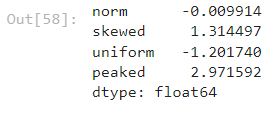 Out[58]: norm -0.009914
skewed 1.314497
uniform -1.201740
peaked 2.971592
dtype: float64